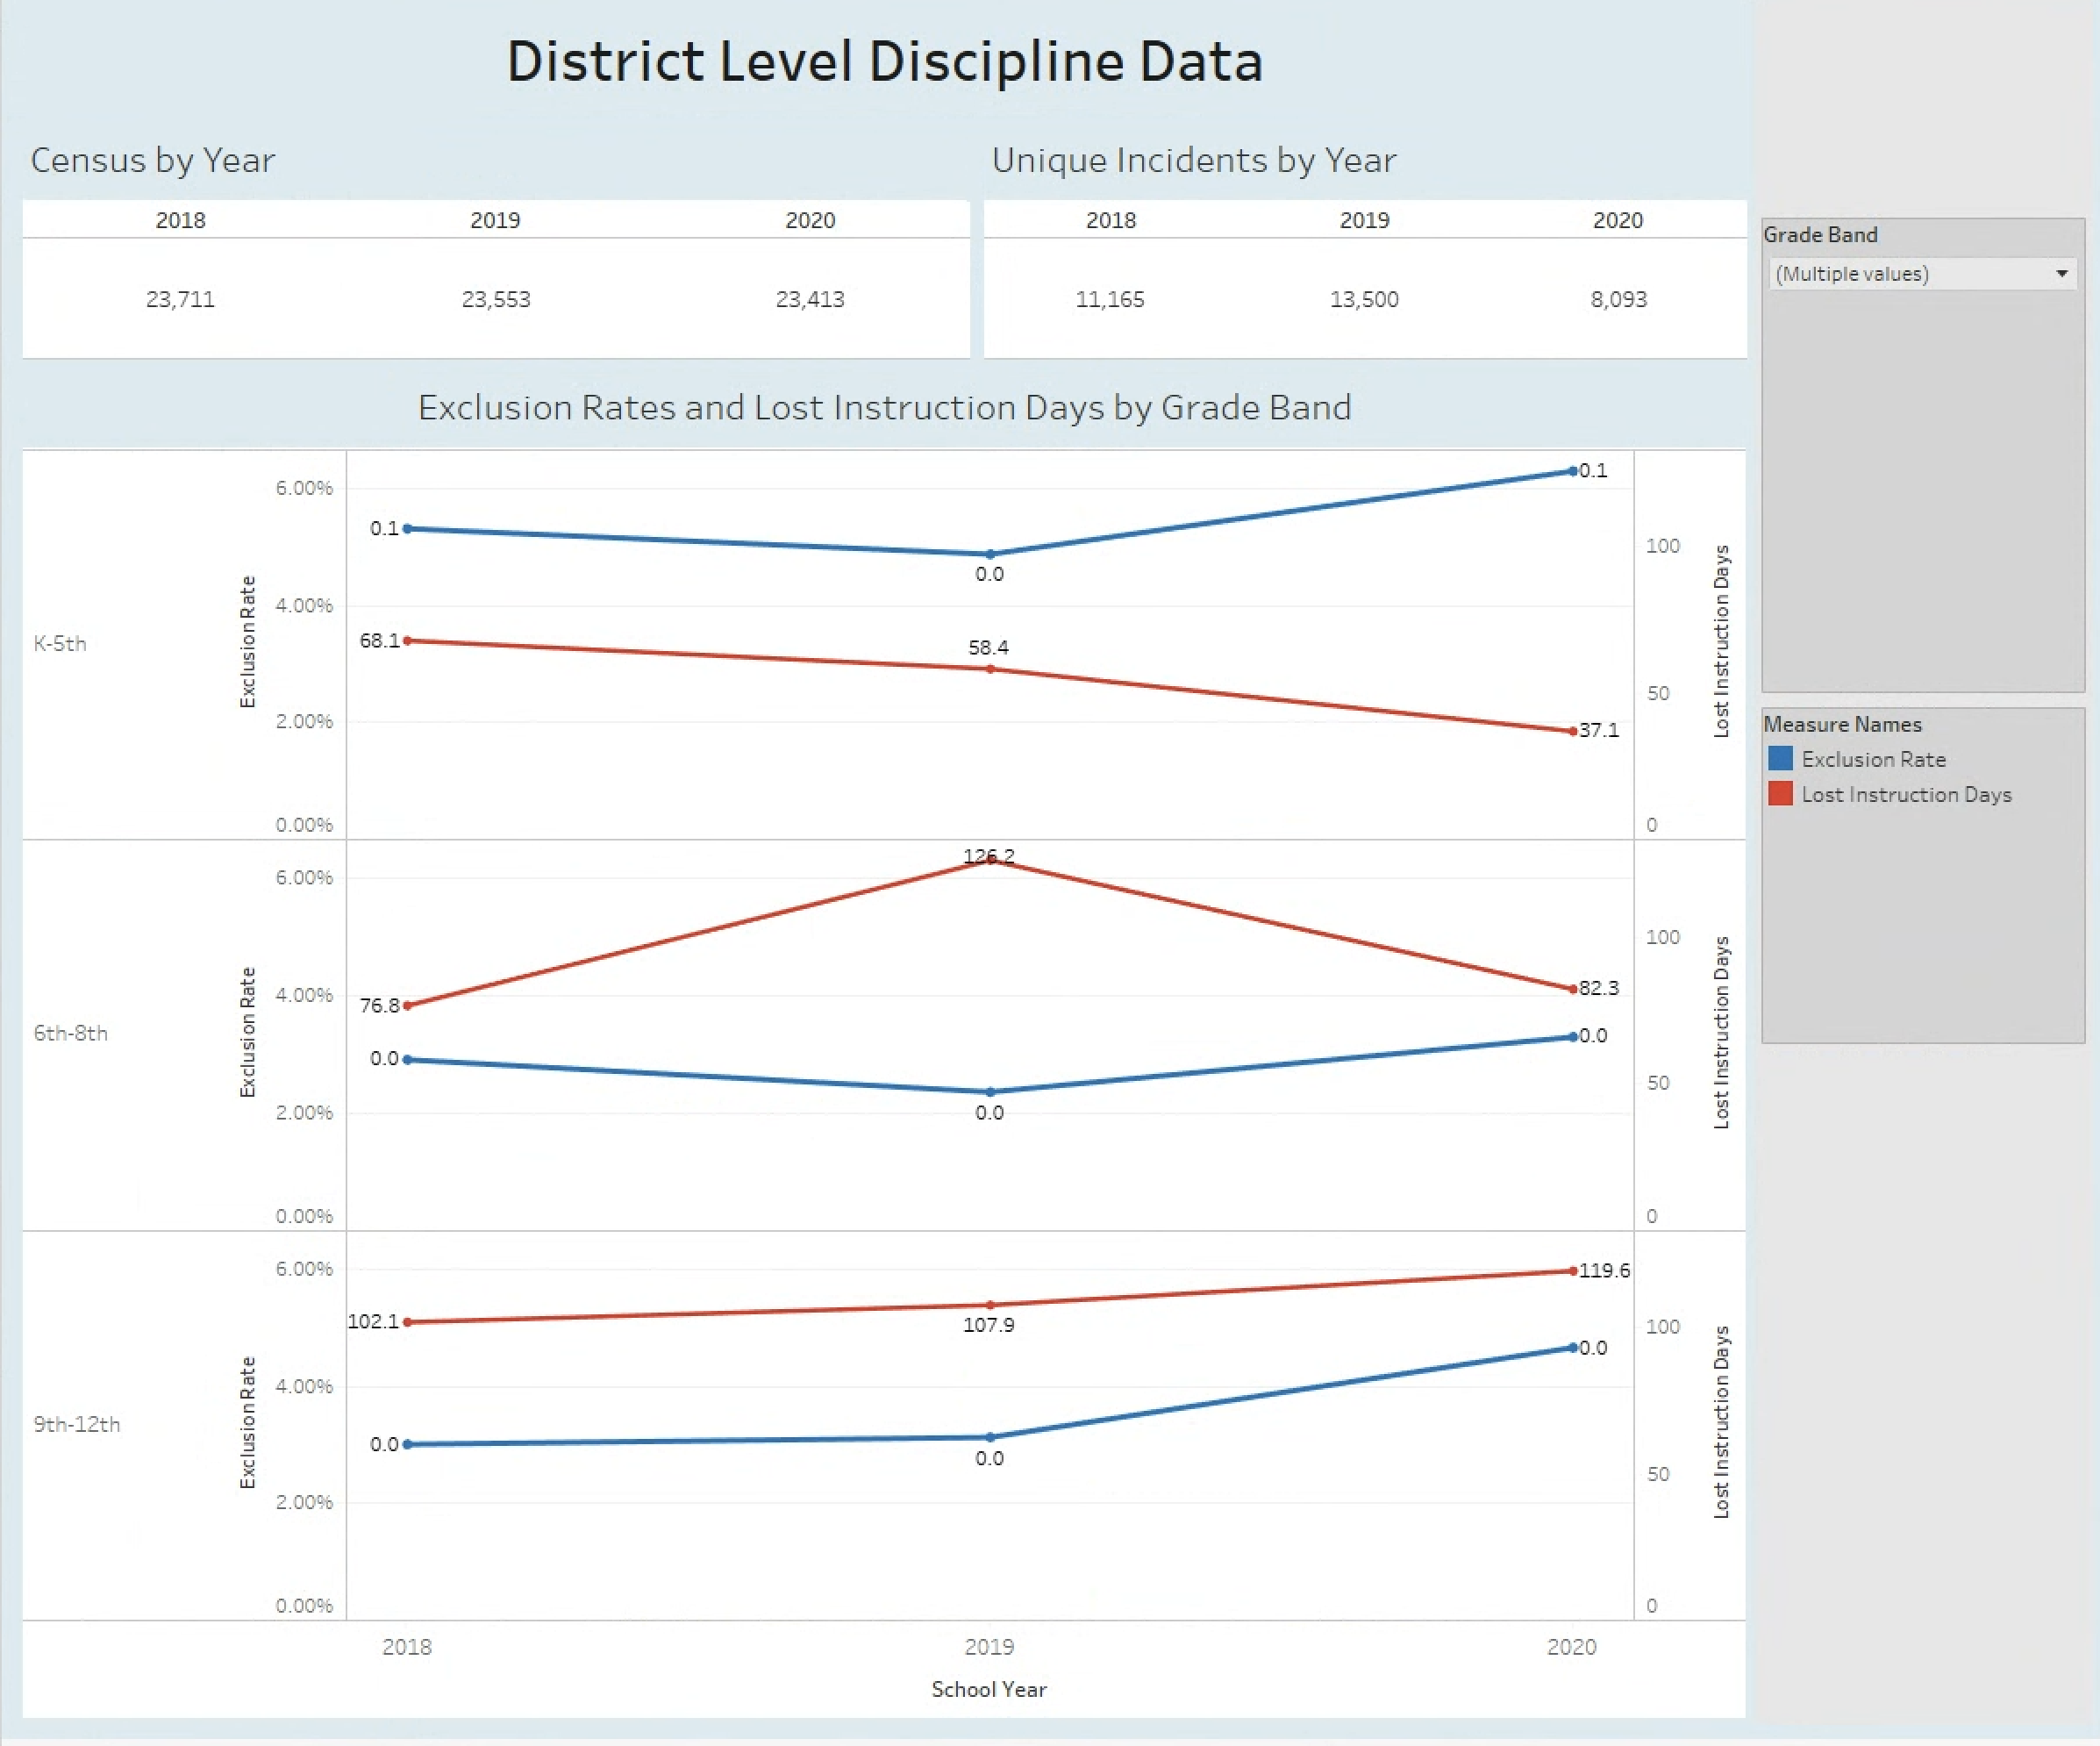 District Level Discipline Data
Census by Year
2018 2019 2020
23,711 23,553 23,413
Unique Incidents by Year
2018 2019 2020
11,165 13,500 8,093
Exclusion Rates and Lost Instruction Days by Grade Band
K-5th
Exclusion Rate
6.00%
4.00%
2.00%
0.00%
0.1
0.0
0.1
68.1
58.4
37.1
100
50
0
Lost Instruction Days
6th-8th
Exclusion Rate
6.00%
4.00%
2.00%
0.00%
76.8
126.2
82.3
0.0
0.0
0.0
100
50
0
Lost Instruction Days
9th-12th
Exclusion Rate
6.00%
4.00%
2.00%
0.00%
102.1
107.9
119.6
0.0
0.0
0.0
100
50
0
Lost Instruction Days
2018 2019 2020
School Year
Grade Band
(Multiple values)
Measure Names
Exclusion Rate
Lost Instruction Days